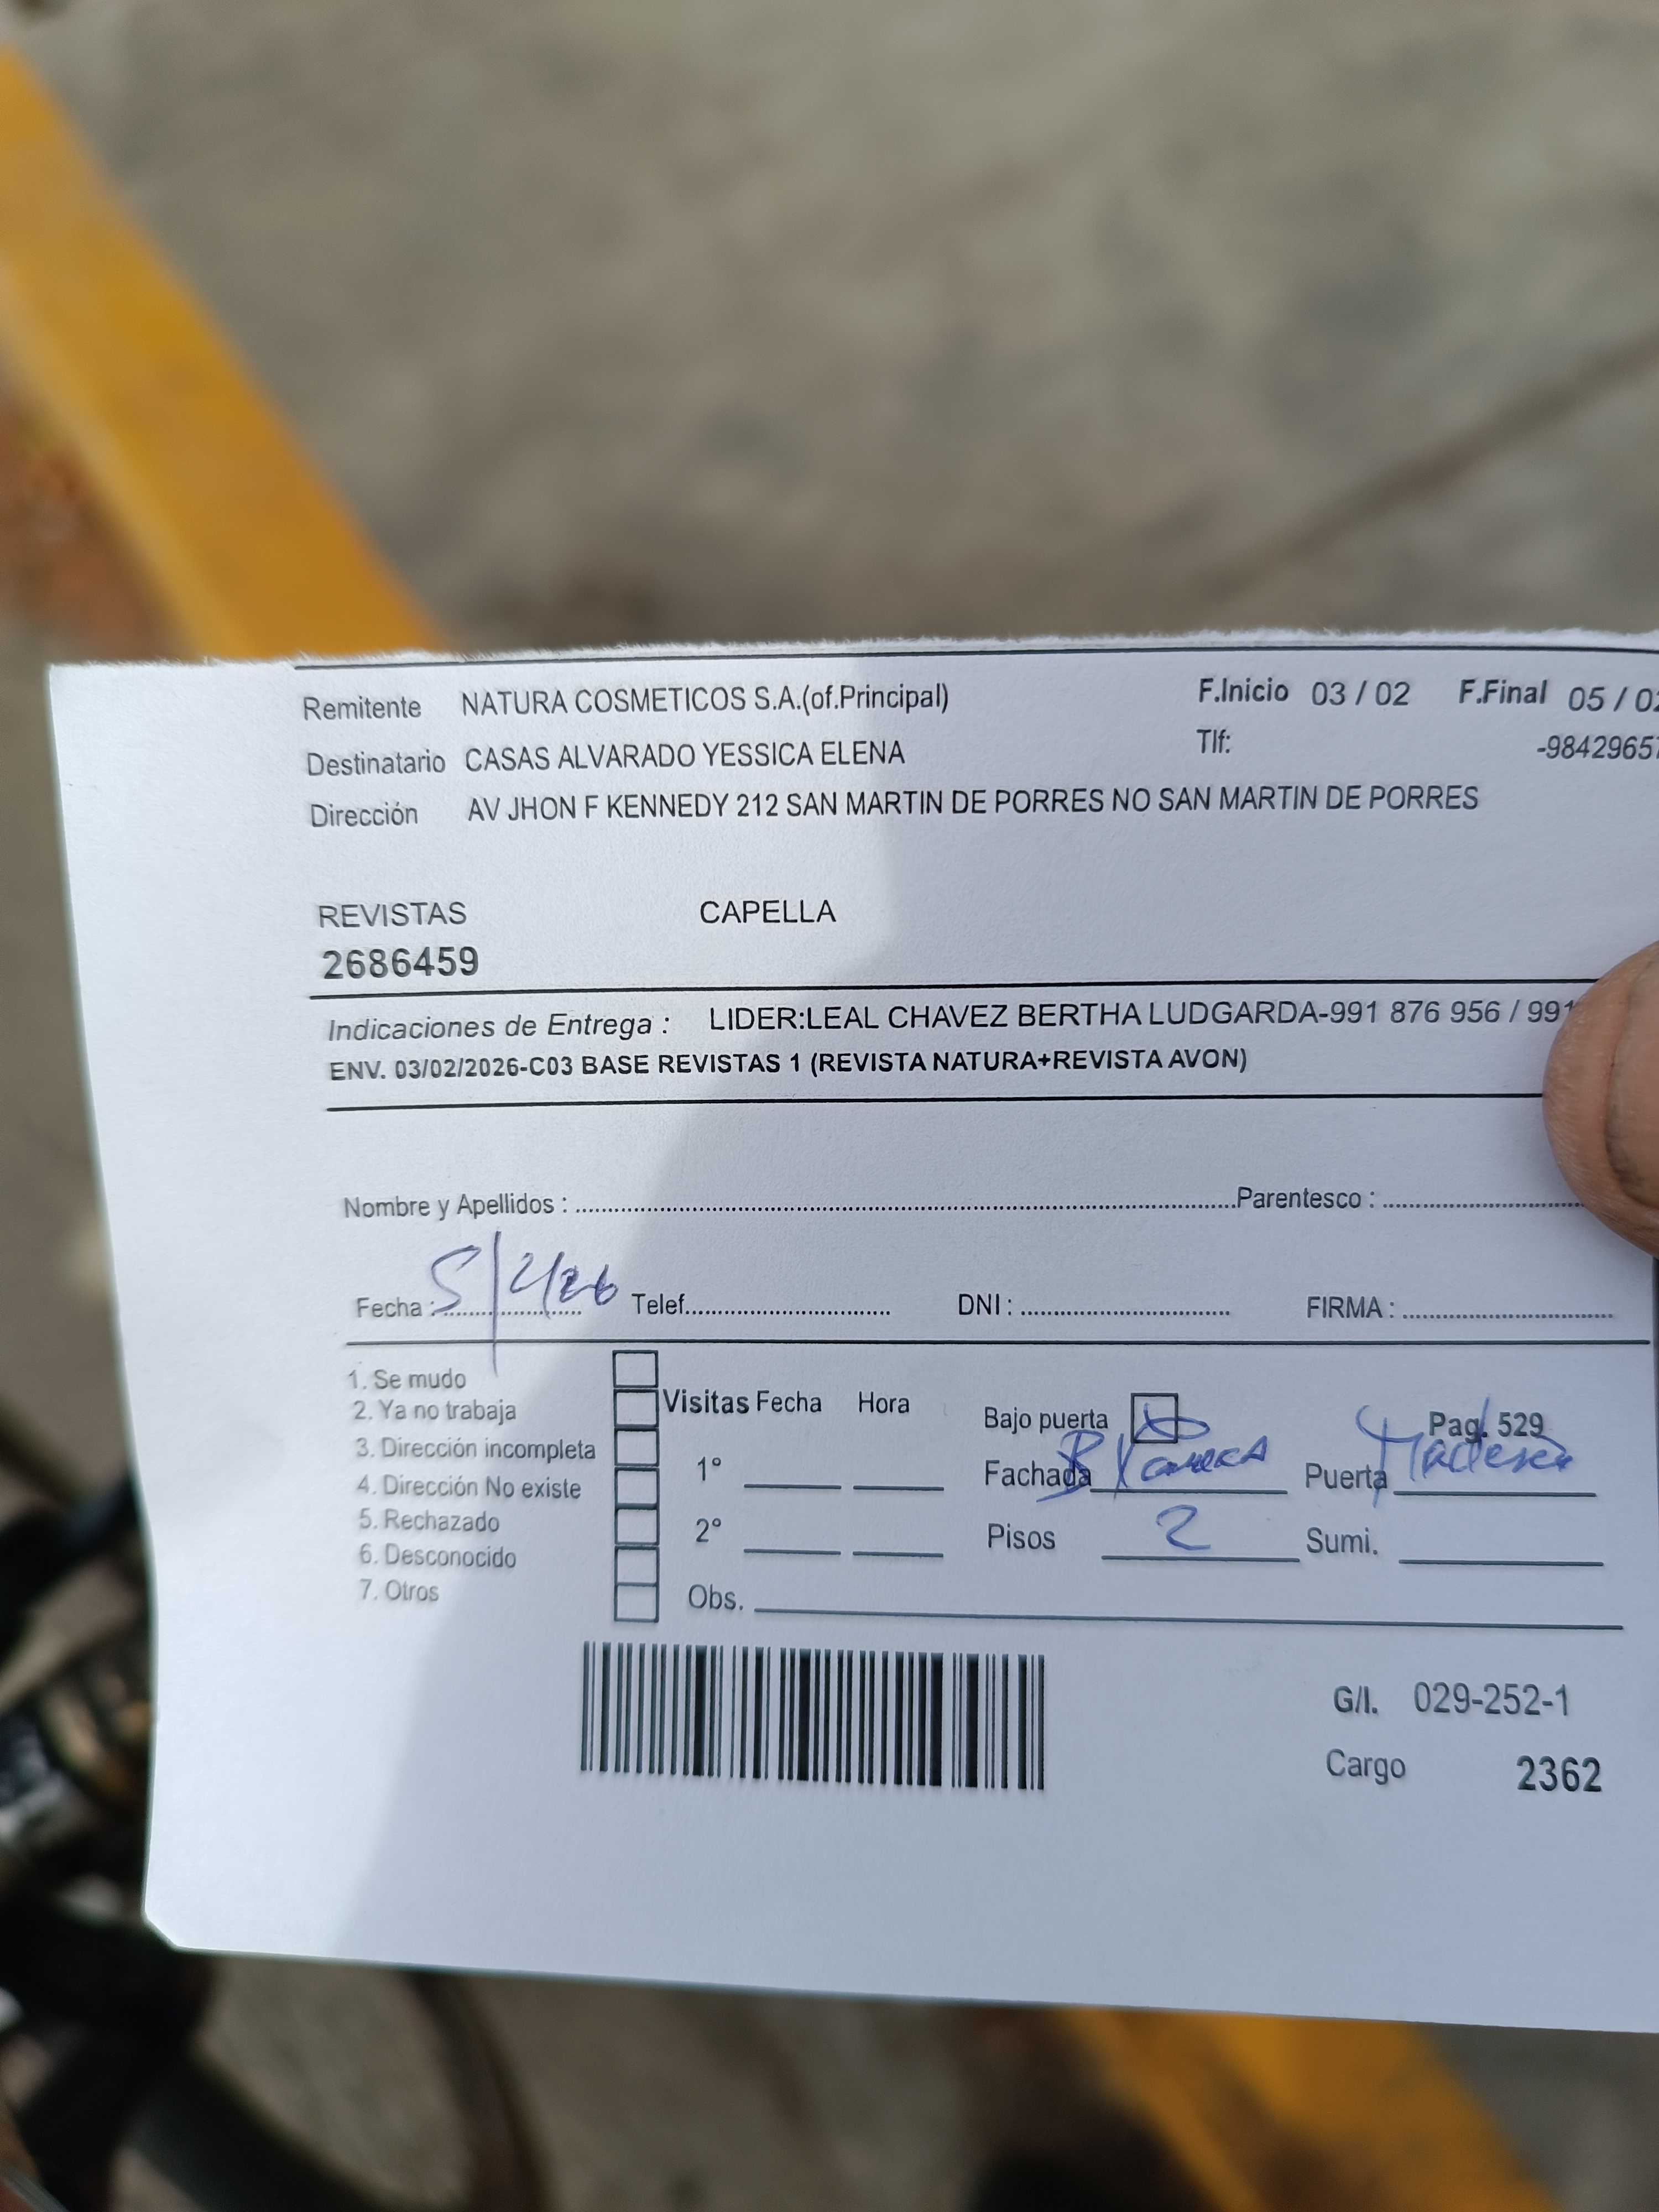 Remitente NATURA COSMETICOS S.A.(of.Principal) F.Inicio 03 / 02 F.Final 05 / 02
Destinatario CASAS ALVARADO YESSICA ELENA Tlf: -9842965
Dirección AV JHON F KENNEDY 212 SAN MARTIN DE PORRES NO SAN MARTIN DE PORRES
REVISTAS CAPELLA
2686459
Indicaciones de Entrega : LIDER:LEAL CHAVEZ BERTHA LUDGARDA-991 876 956 / 991
ENV. 03/02/2026-C03 BASE REVISTAS 1 (REVISTA NATURA+REVISTA AVON)
Nombre y Apellidos : Parentesco :
Fecha : 5/2/26 Telef. DNI : FIRMA :
1. Se mudo
2. Ya no trabaja
3. Dirección incompleta
4. Dirección No existe
5. Rechazado
6. Desconocido
7. Otros
Visitas Fecha Hora
1°
2°
Obs.
Bajo puerta Pag. 529
Fachada Puerta
Pisos 2 Sumi.
G/I. 029-252-1
Cargo 2362